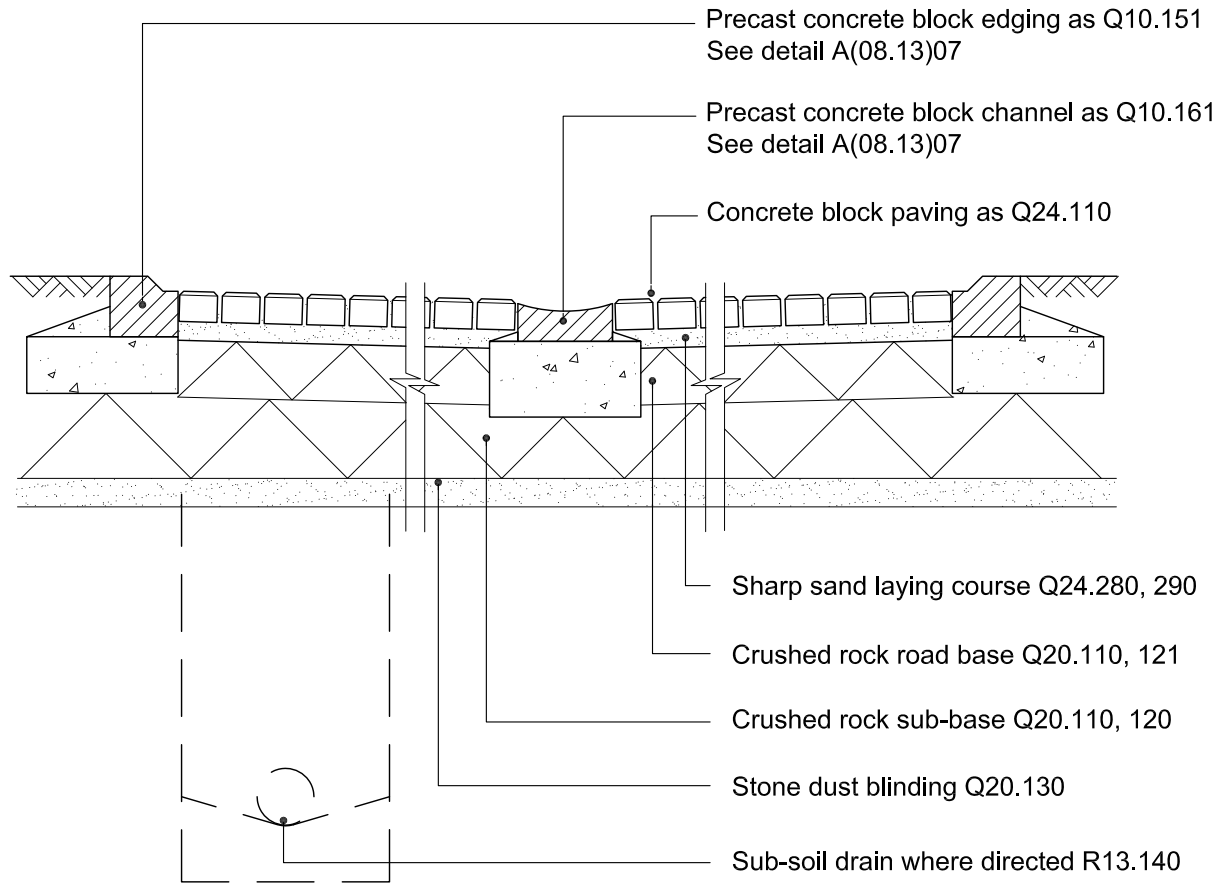 Precast concrete block edging as Q10.151
See detail A(08.13)07
Precast concrete block channel as Q10.161
See detail A(08.13)07
Concrete block paving as Q24.110
Sharp sand laying course Q24.280, 290
Crushed rock road base Q20.110, 121
Crushed rock sub-base Q20.110, 120
Stone dust blinding Q20.130
Sub-soil drain where directed R13.140